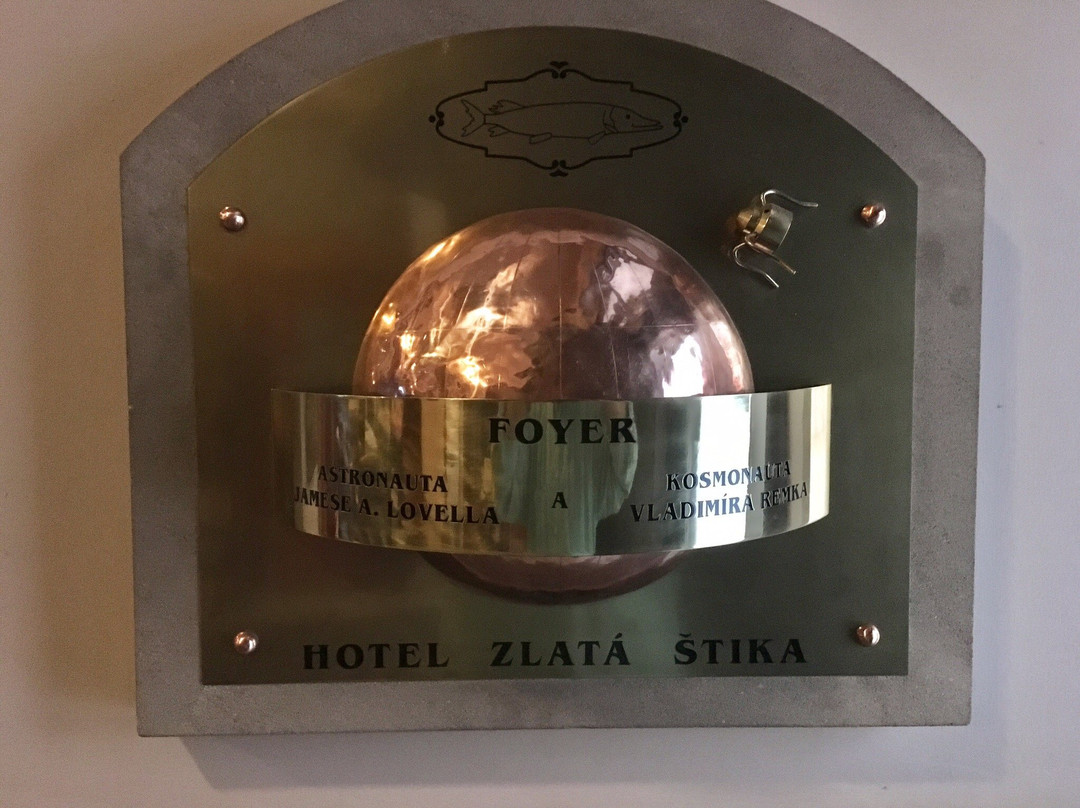 FOYER
ASTRONAUTA
JAMESE A. LOVELLA
A
KOSMONAUTA
VLADIMÍRA REMKA
HOTEL ZLATÁ ŠTIKA